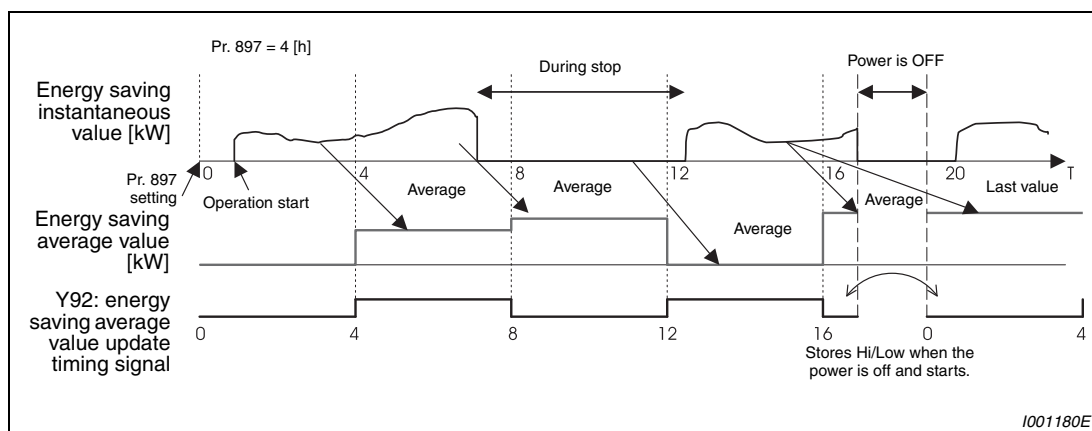 Pr. 897 = 4 [h]
During stop
Power is OFF
Energy saving
instantaneous
value [kW]
0
4
8
12
16
20
T
Pr. 897
setting
Operation start
Average
Average
Average
Average
Last value
Energy saving
average value
[kW]
Y92: energy
saving average
value update
timing signal
0
4
8
12
16
0
4
Stores Hi/Low when the
power is off and starts.
I001180E